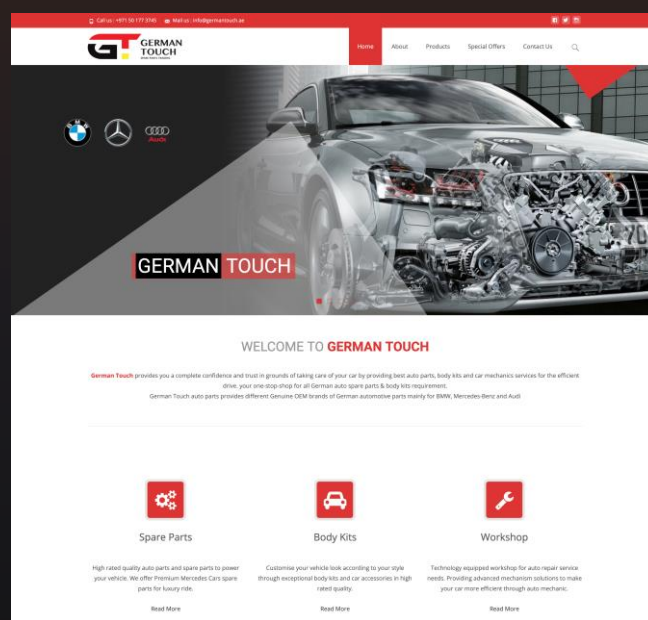 Call us : +971 50 177 3745 Mail us : info@germantouch.ae
GT GERMAN
TOUCH
Home About Products Special Offers Contact Us
BMW
Audi
GERMAN TOUCH
WELCOME TO GERMAN TOUCH
German Touch provides you a complete confidence and trust in grounds of taking care of your car by providing best auto parts, body kits and car mechanics services for the efficient
drive. your one-stop-shop for all German auto spare parts & body kits requirement.
German Touch auto parts provides different Genuine OEM brands of German automotive parts mainly for BMW, Mercedes-Benz and Audi
Spare Parts
High rated quality auto parts and spare parts to power
your vehicle. We offer Premium Mercedes Cars spare
parts for luxury ride.
Read More
Body Kits
Customise your vehicle look according to your style
through exceptional body kits and car accessories in high
rated quality.
Read More
Workshop
Technology equipped workshop for auto repair service
needs. Providing advanced mechanism solutions to make
your car more efficient through auto mechanic.
Read More